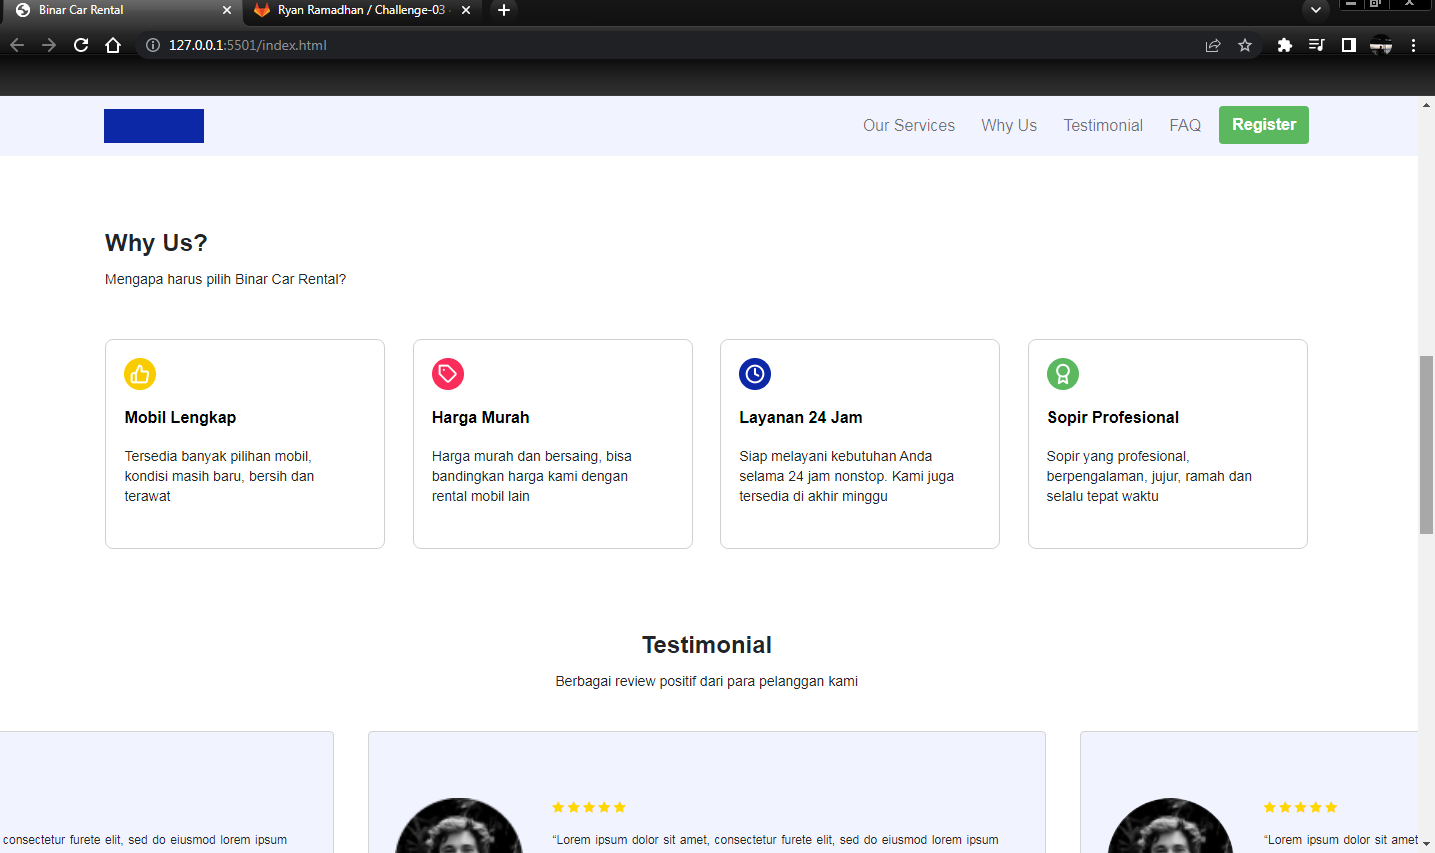 Binar Car Rental
Ryan Ramadhan / Challenge-03
127.0.0.1:5501/index.html
Our Services Why Us Testimonial FAQ Register
Why Us?
Mengapa harus pilih Binar Car Rental?
Mobil Lengkap
Tersedia banyak pilihan mobil,
kondisi masih baru, bersih dan
terawat
Harga Murah
Harga murah dan bersaing, bisa
bandingkan harga kami dengan
rental mobil lain
Layanan 24 Jam
Siap melayani kebutuhan Anda
selama 24 jam nonstop. Kami juga
tersedia di akhir minggu
Sopir Profesional
Sopir yang profesional,
berpengalaman, jujur, ramah dan
selalu tepat waktu
Testimonial
Berbagai review positif dari para pelanggan kami
consectetur furete elit, sed do eiusmod lorem ipsum
“Lorem ipsum dolor sit amet, consectetur furete elit, sed do eiusmod lorem ipsum
“Lorem ipsum dolor sit amet